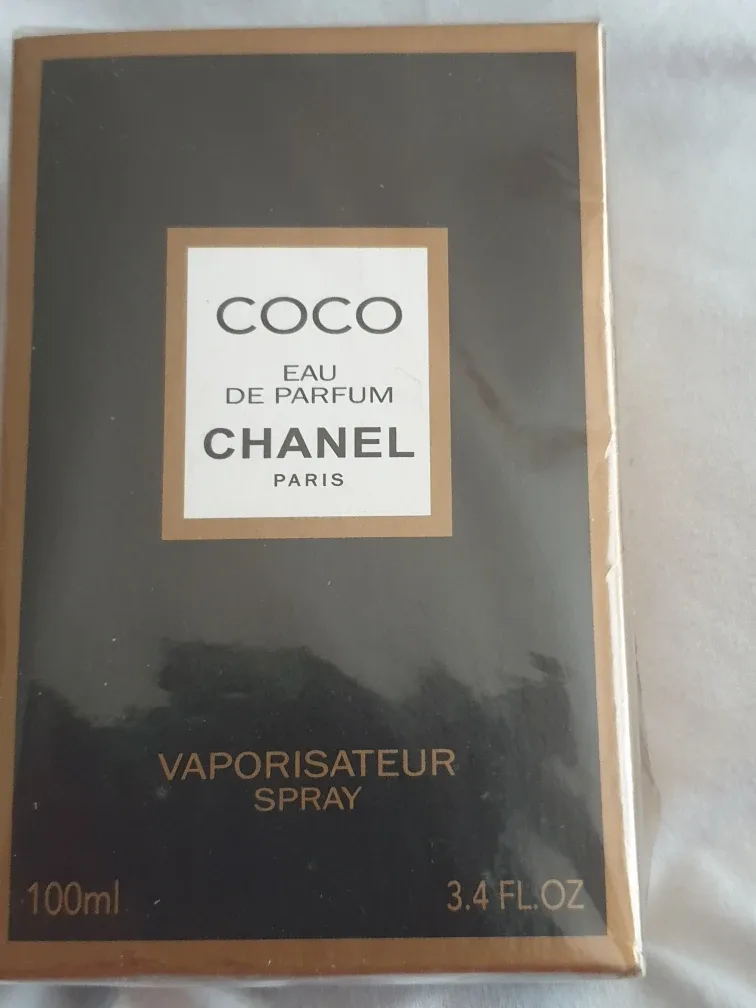 COCO
EAU
DE PARFUM
CHANEL
PARIS
VAPORISATEUR
SPRAY
100ml 3.4 FL.OZ